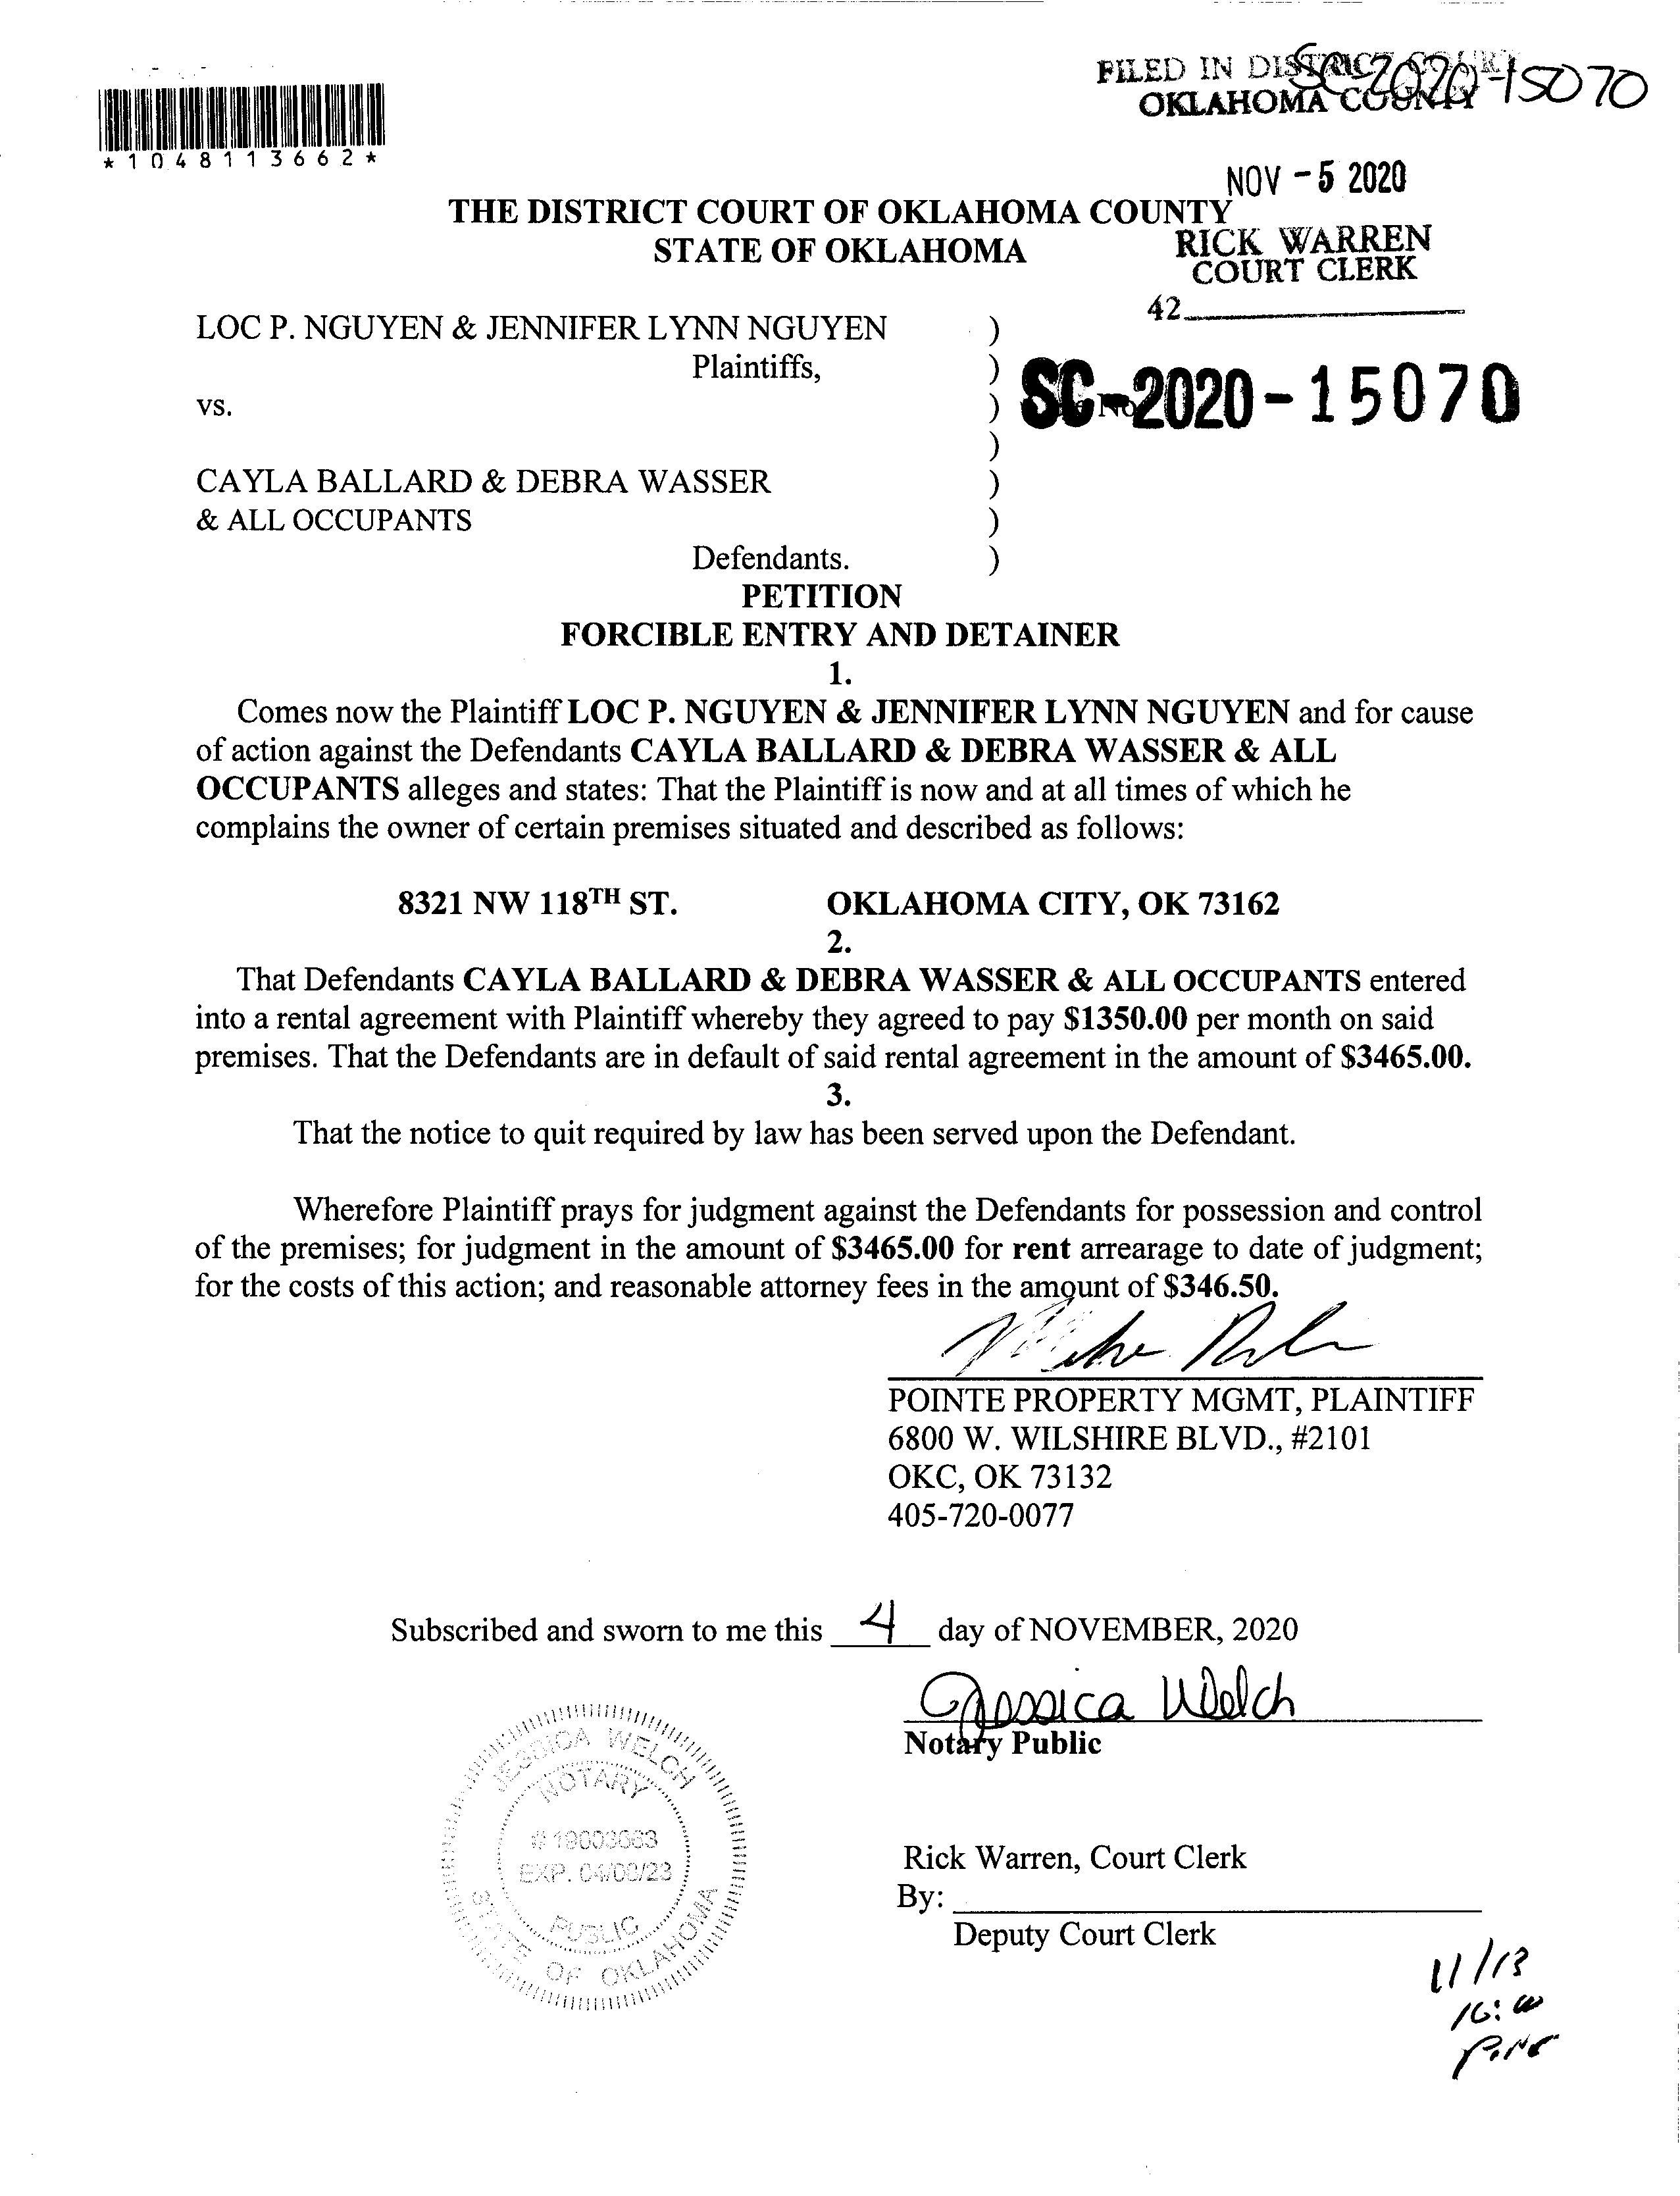 FILED IN DISTRICT COURT
OKLAHOMA COUNTY
SC-2020-15070
*1048113662*
NOV -5 2020
THE DISTRICT COURT OF OKLAHOMA COUNTY
STATE OF OKLAHOMA
RICK WARREN
COURT CLERK
42
LOC P. NGUYEN & JENNIFER LYNN NGUYEN )
Plaintiffs, )
vs. ) No
SC-2020-15070
)
CAYLA BALLARD & DEBRA WASSER )
& ALL OCCUPANTS )
Defendants. )
PETITION
FORCIBLE ENTRY AND DETAINER
1.
Comes now the Plaintiff LOC P. NGUYEN & JENNIFER LYNN NGUYEN and for cause
of action against the Defendants CAYLA BALLARD & DEBRA WASSER & ALL
OCCUPANTS alleges and states: That the Plaintiff is now and at all times of which he
complains the owner of certain premises situated and described as follows:
8321 NW 118TH ST. OKLAHOMA CITY, OK 73162
2.
That Defendants CAYLA BALLARD & DEBRA WASSER & ALL OCCUPANTS entered
into a rental agreement with Plaintiff whereby they agreed to pay $1350.00 per month on said
premises. That the Defendants are in default of said rental agreement in the amount of $3465.00.
3.
That the notice to quit required by law has been served upon the Defendant.
Wherefore Plaintiff prays for judgment against the Defendants for possession and control
of the premises; for judgment in the amount of $3465.00 for rent arrearage to date of judgment;
for the costs of this action; and reasonable attorney fees in the amount of $346.50.
POINTE PROPERTY MGMT, PLAINTIFF
6800 W. WILSHIRE BLVD., #2101
OKC, OK 73132
405-720-0077
Subscribed and sworn to me this 4 day of NOVEMBER, 2020
Jessica Welch
Notary Public
JESSICA WELCH
NOTARY
PUBLIC
STATE OF OKLAHOMA
Rick Warren, Court Clerk
By:
Deputy Court Clerk
11/13